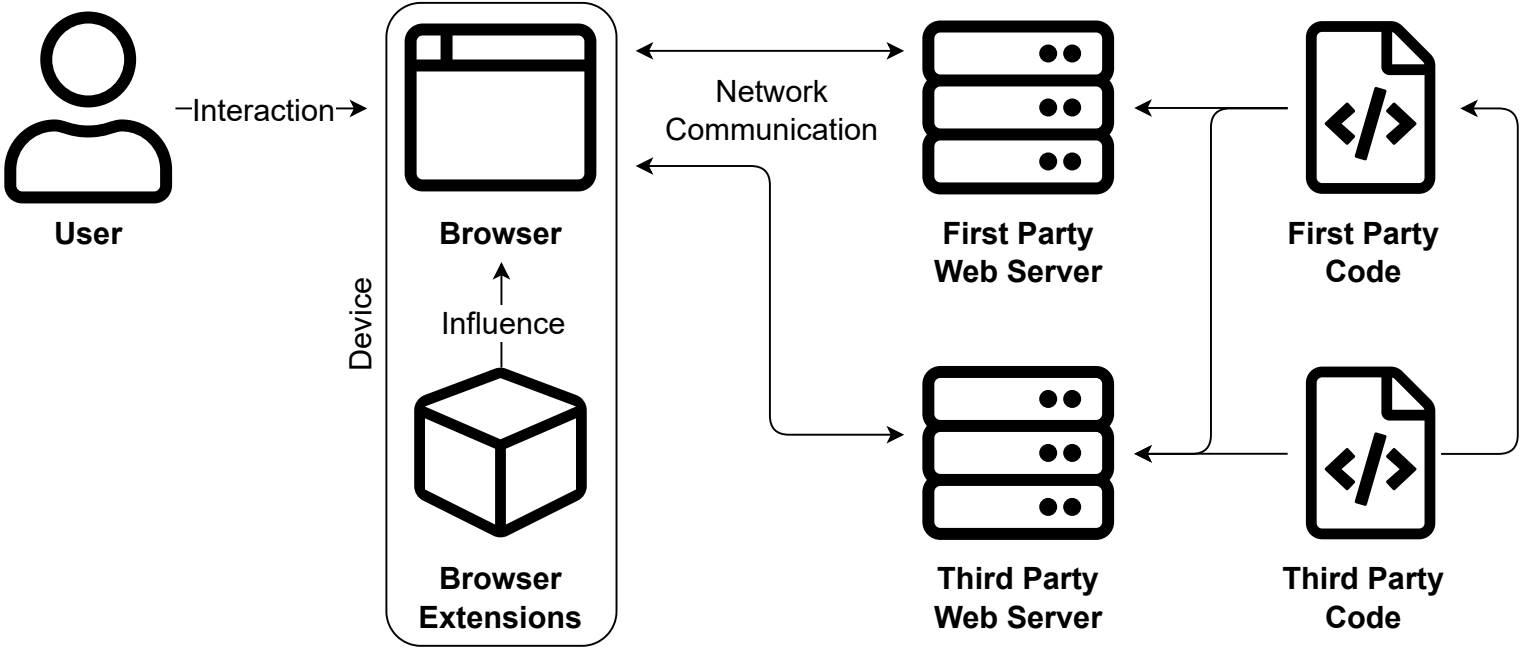 Interaction
User
Device
Browser
Influence
Browser
Extensions
Network
Communication
First Party
Web Server
First Party
Code
Third Party
Web Server
Third Party
Code